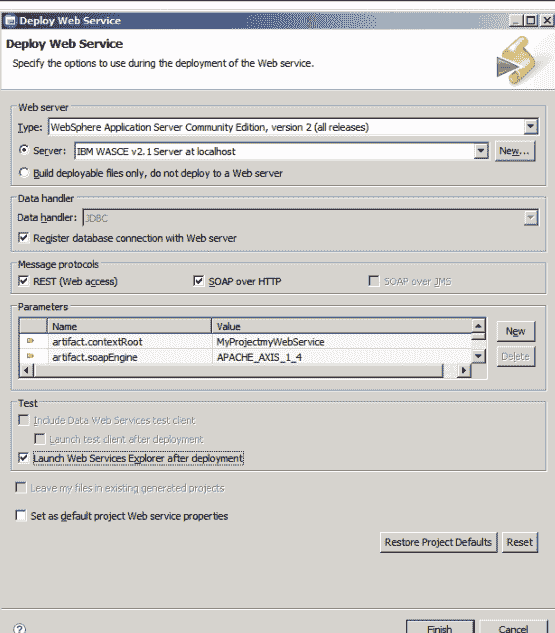 Deploy Web Service
Deploy Web Service
Specify the options to use during the deployment of the Web service.
Web server
Type: WebSphere Application Server Community Edition, version 2 (all releases)
Server: IBM WASCE v2.1 Server at localhost New...
Build deployable files only, do not deploy to a Web server
Data handler
Data handler: JDBC
Register database connection with Web server
Message protocols
REST (Web access) SOAP over HTTP SOAP over JMS
Parameters
Name Value New
artifact.contextRoot MyProjectmyWebService
artifact.soapEngine APACHE_AXIS_1_4 Delete
Test
Include Data Web Services test client
Launch test client after deployment
Launch Web Services Explorer after deployment
Leave my files in existing generated projects
Set as default project Web service properties
Restore Project Defaults Reset
? Finish Cancel